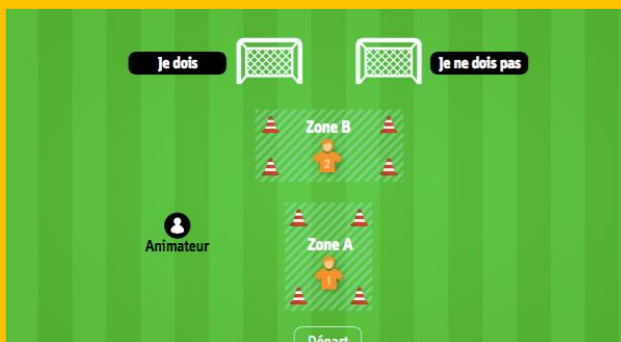 Je dois
Je ne dois pas
Zone B
2
Animateur
Zone A
1
Départ